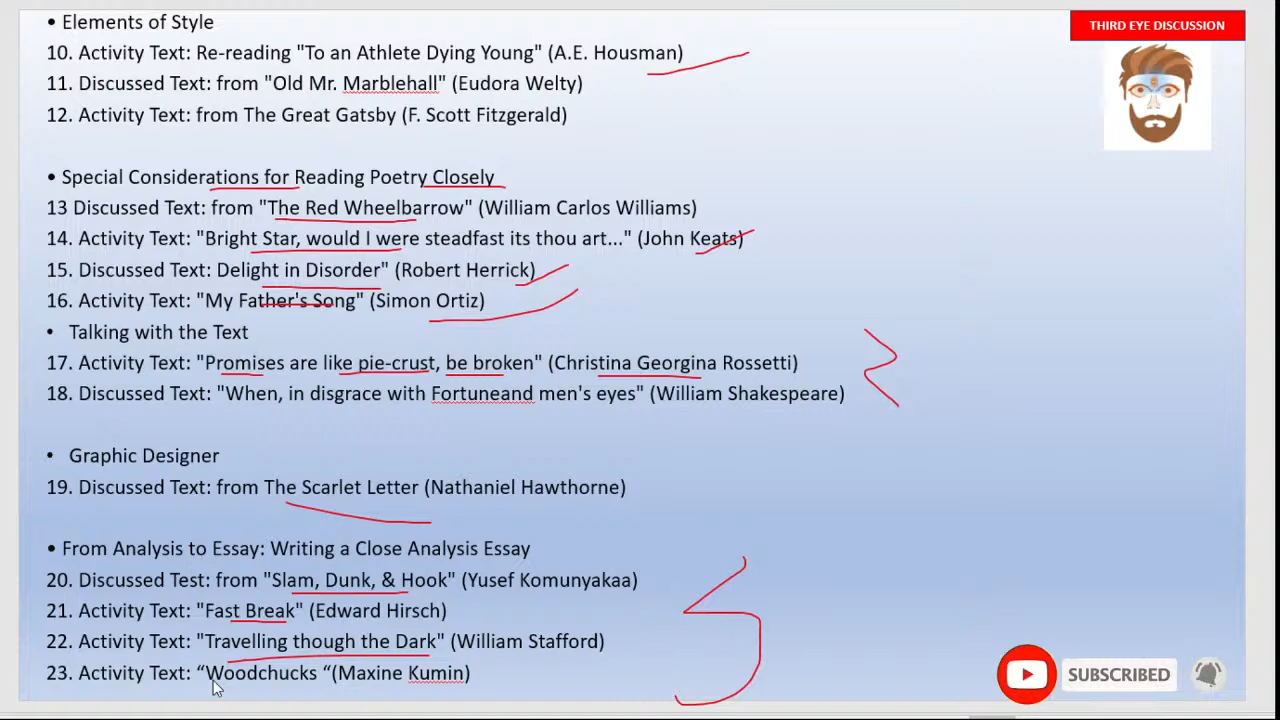 • Elements of Style
10. Activity Text: Re-reading "To an Athlete Dying Young" (A.E. Housman)
11. Discussed Text: from "Old Mr. Marblehall" (Eudora Welty)
12. Activity Text: from The Great Gatsby (F. Scott Fitzgerald)
• Special Considerations for Reading Poetry Closely
13 Discussed Text: from "The Red Wheelbarrow" (William Carlos Williams)
14. Activity Text: "Bright Star, would I were steadfast its thou art..." (John Keats)
15. Discussed Text: Delight in Disorder" (Robert Herrick)
16. Activity Text: "My Father's Song" (Simon Ortiz)
• Talking with the Text
17. Activity Text: "Promises are like pie-crust, be broken" (Christina Georgina Rossetti)
18. Discussed Text: "When, in disgrace with Fortuneand men's eyes" (William Shakespeare)
• Graphic Designer
19. Discussed Text: from The Scarlet Letter (Nathaniel Hawthorne)
• From Analysis to Essay: Writing a Close Analysis Essay
20. Discussed Test: from "Slam, Dunk, & Hook" (Yusef Komunyakaa)
21. Activity Text: "Fast Break" (Edward Hirsch)
22. Activity Text: "Travelling though the Dark" (William Stafford)
23. Activity Text: “Woodchucks “(Maxine Kumin)
THIRD EYE DISCUSSION
SUBSCRIBED